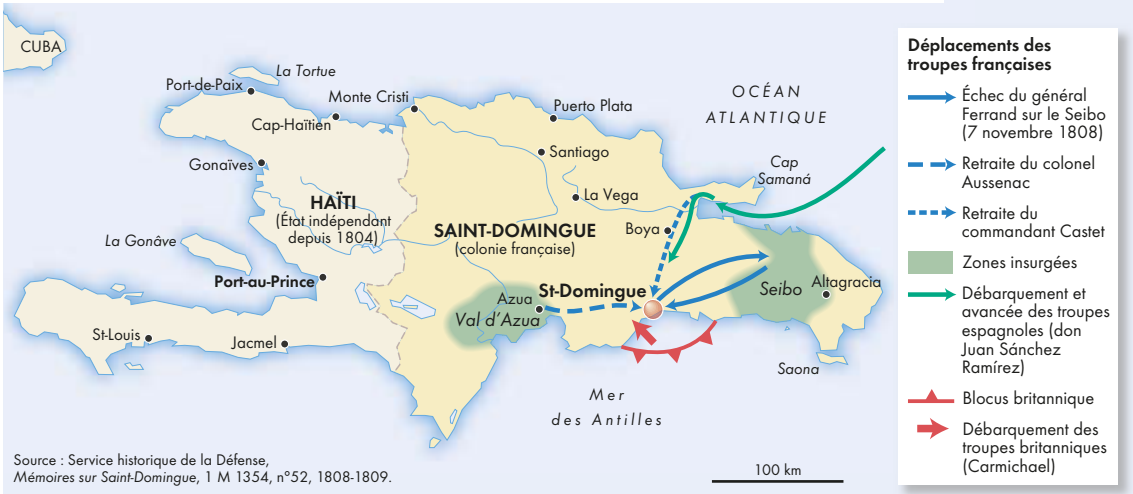 CUBA
La Tortue
Port-de-Paix
Monte Cristi
Cap-Haïtien
Puerto Plata
OCÉAN
ATLANTIQUE
Gonaïves
Santiago
Cap
Samaná
HAÏTI
(État indépendant
depuis 1804)
La Vega
SAINT-DOMINGUE
(colonie française)
Boya
La Gonâve
Port-au-Prince
St-Domingue
Seibo
Altagracia
Azua
Val d'Azua
St-Louis
Jacmel
Saona
Mer
des Antilles
Source : Service historique de la Défense,
Mémoires sur Saint-Domingue, 1 M 1354, n°52, 1808-1809.
100 km
Déplacements des
troupes françaises
Échec du général
Ferrand sur le Seibo
(7 novembre 1808)
Retraite du colonel
Aussenac
Retraite du
commandant Castet
Zones insurgées
Débarquement et
avancée des troupes
espagnoles (don
Juan Sánchez
Ramírez)
Blocus britannique
Débarquement des
troupes britanniques
(Carmichael)